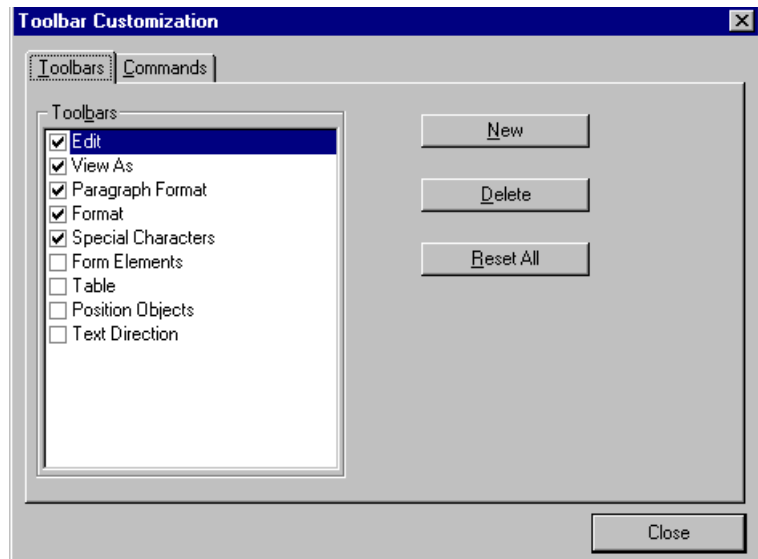 Toolbar Customization
Toolbars Commands
Toolbars
Edit
View As
Paragraph Format
Format
Special Characters
Form Elements
Table
Position Objects
Text Direction
New
Delete
Reset All
Close